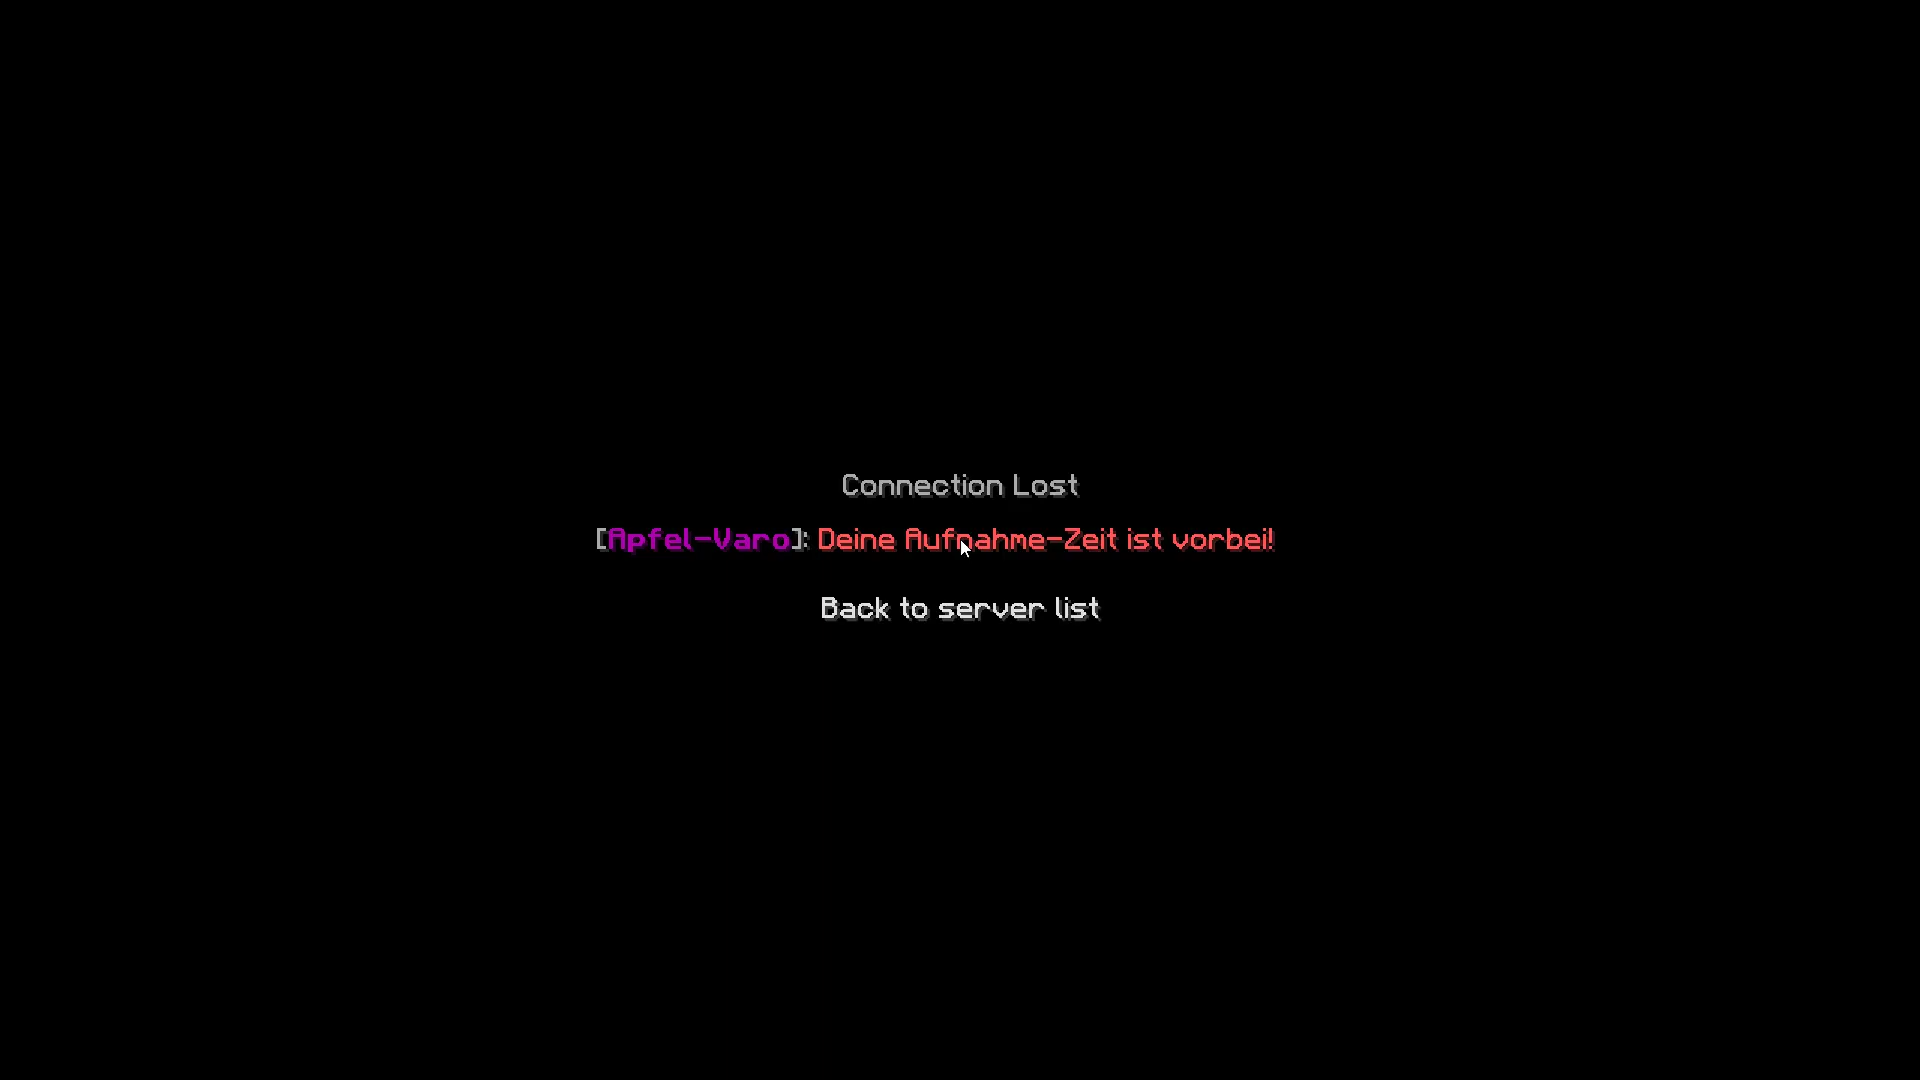 Connection Lost
[Apfel-Varo]: Deine Aufnahme-Zeit ist vorbei!
Back to server list